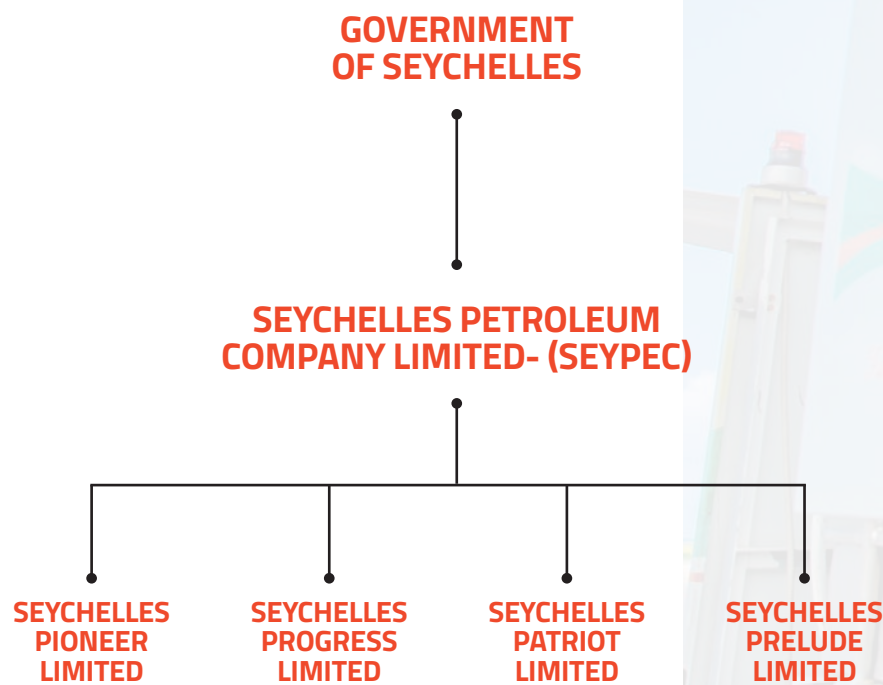 GOVERNMENT
OF SEYCHELLES
SEYCHELLES PETROLEUM
COMPANY LIMITED- (SEYPEC)
SEYCHELLES
PIONEER
LIMITED
SEYCHELLES
PROGRESS
LIMITED
SEYCHELLES
PATRIOT
LIMITED
SEYCHELLES
PRELUDE
LIMITED